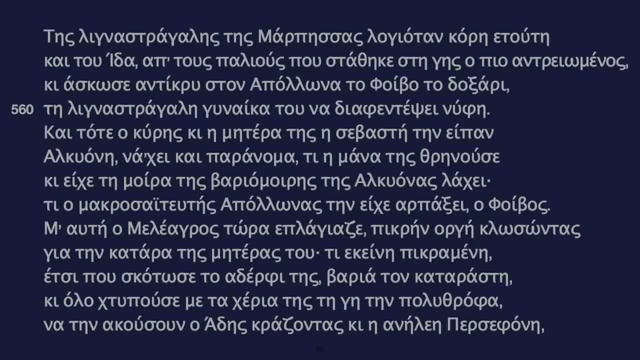 Της λιγναστράγαλης της Μάρπησσας λογιόταν κόρη ετούτη
και του Ίδα, απ' τους παλιούς που στάθηκε στη γης ο πιο αντρειωμένος,
κι άσκωσε αντίκρυ στον Απόλλωνα το Φοίβο το δοξάρι,
560 τη λιγναστράγαλη γυναίκα του να διαφεντέψει νύφη.
Και τότε ο κύρης κι η μητέρα της η σεβαστή την είπαν
Αλκυόνη, νά'χει και παράνομα, τι η μάνα της θρηνούσε
κι είχε τη μοίρα της βαριόμοιρης της Αλκυόνας λάχει·
τι ο μακροσαϊτευτής Απόλλωνας την είχε αρπάξει, ο Φοίβος.
Μ' αυτή ο Μελέαγρος τώρα επλάγιαζε, πικρήν οργή κλωσώντας
για την κατάρα της μητέρας του· τι εκείνη πικραμένη,
έτσι που σκότωσε το αδέρφι της, βαριά τον καταράστη,
κι όλο χτυπούσε με τα χέρια της τη γη την πολυθρόφα,
να την ακούσουν ο Άδης κράζοντας κι η ανήλεη Περσεφόνη,